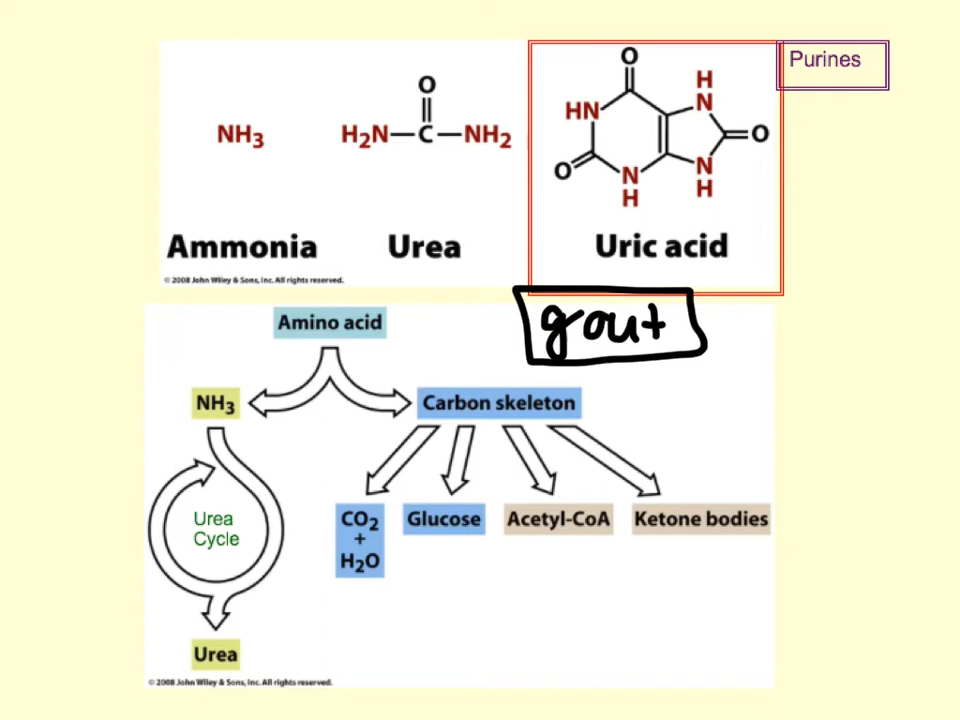 Purines
O
O
H
N
HN
NH3
H2N—C—NH2
O
O
N
H
N
H
Ammonia
Urea
Uric acid
© 2008 John Wiley & Sons, Inc. All rights reserved.
gout
Amino acid
NH3
Carbon skeleton
Urea
Cycle
CO2
+
H2O
Glucose
Acetyl-CoA
Ketone bodies
Urea
© 2008 John Wiley & Sons, Inc. All rights reserved.